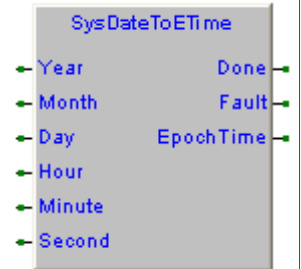 SysDateToETime
Year Done
Month Fault
Day EpochTime
Hour
Minute
Second